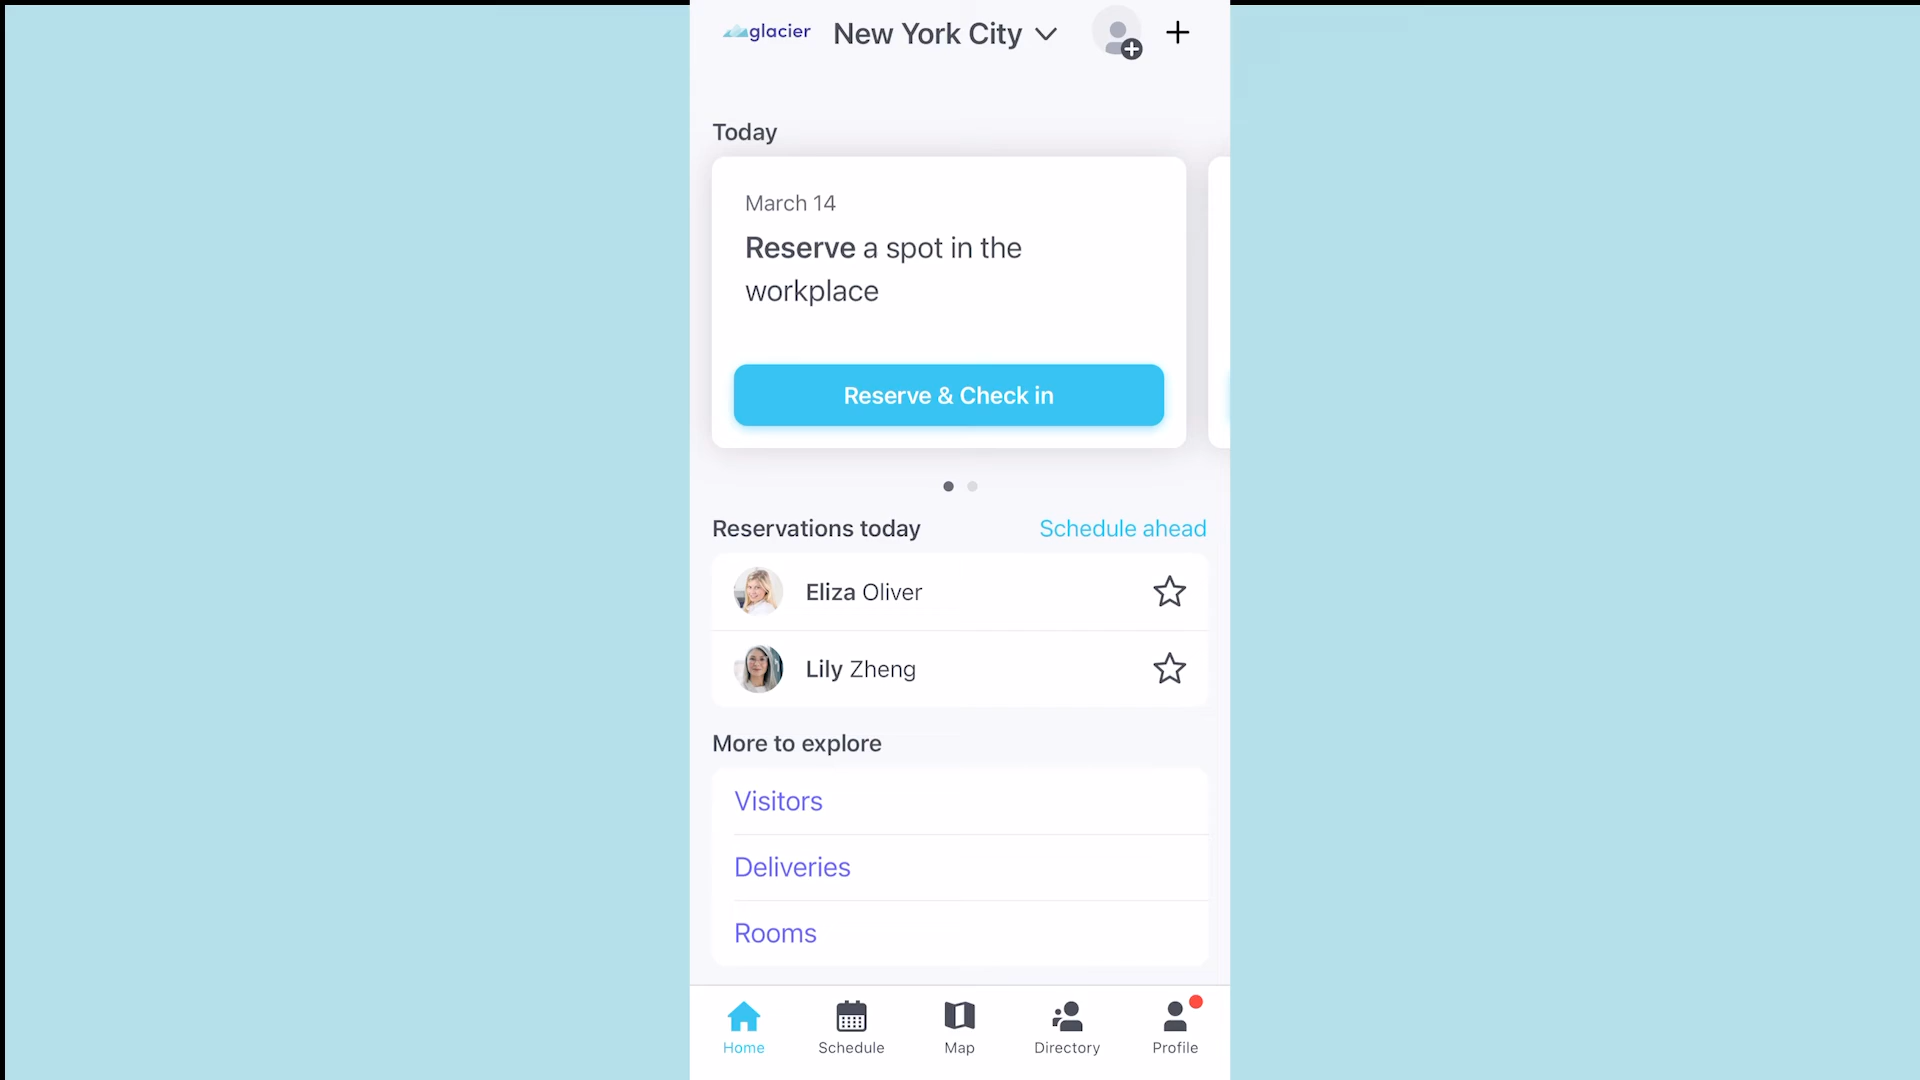 glacier New York City
Today
March 14
Reserve a spot in the
workplace
Reserve & Check in
Reservations today Schedule ahead
Eliza Oliver
Lily Zheng
More to explore
Visitors
Deliveries
Rooms
Home Schedule Map Directory Profile